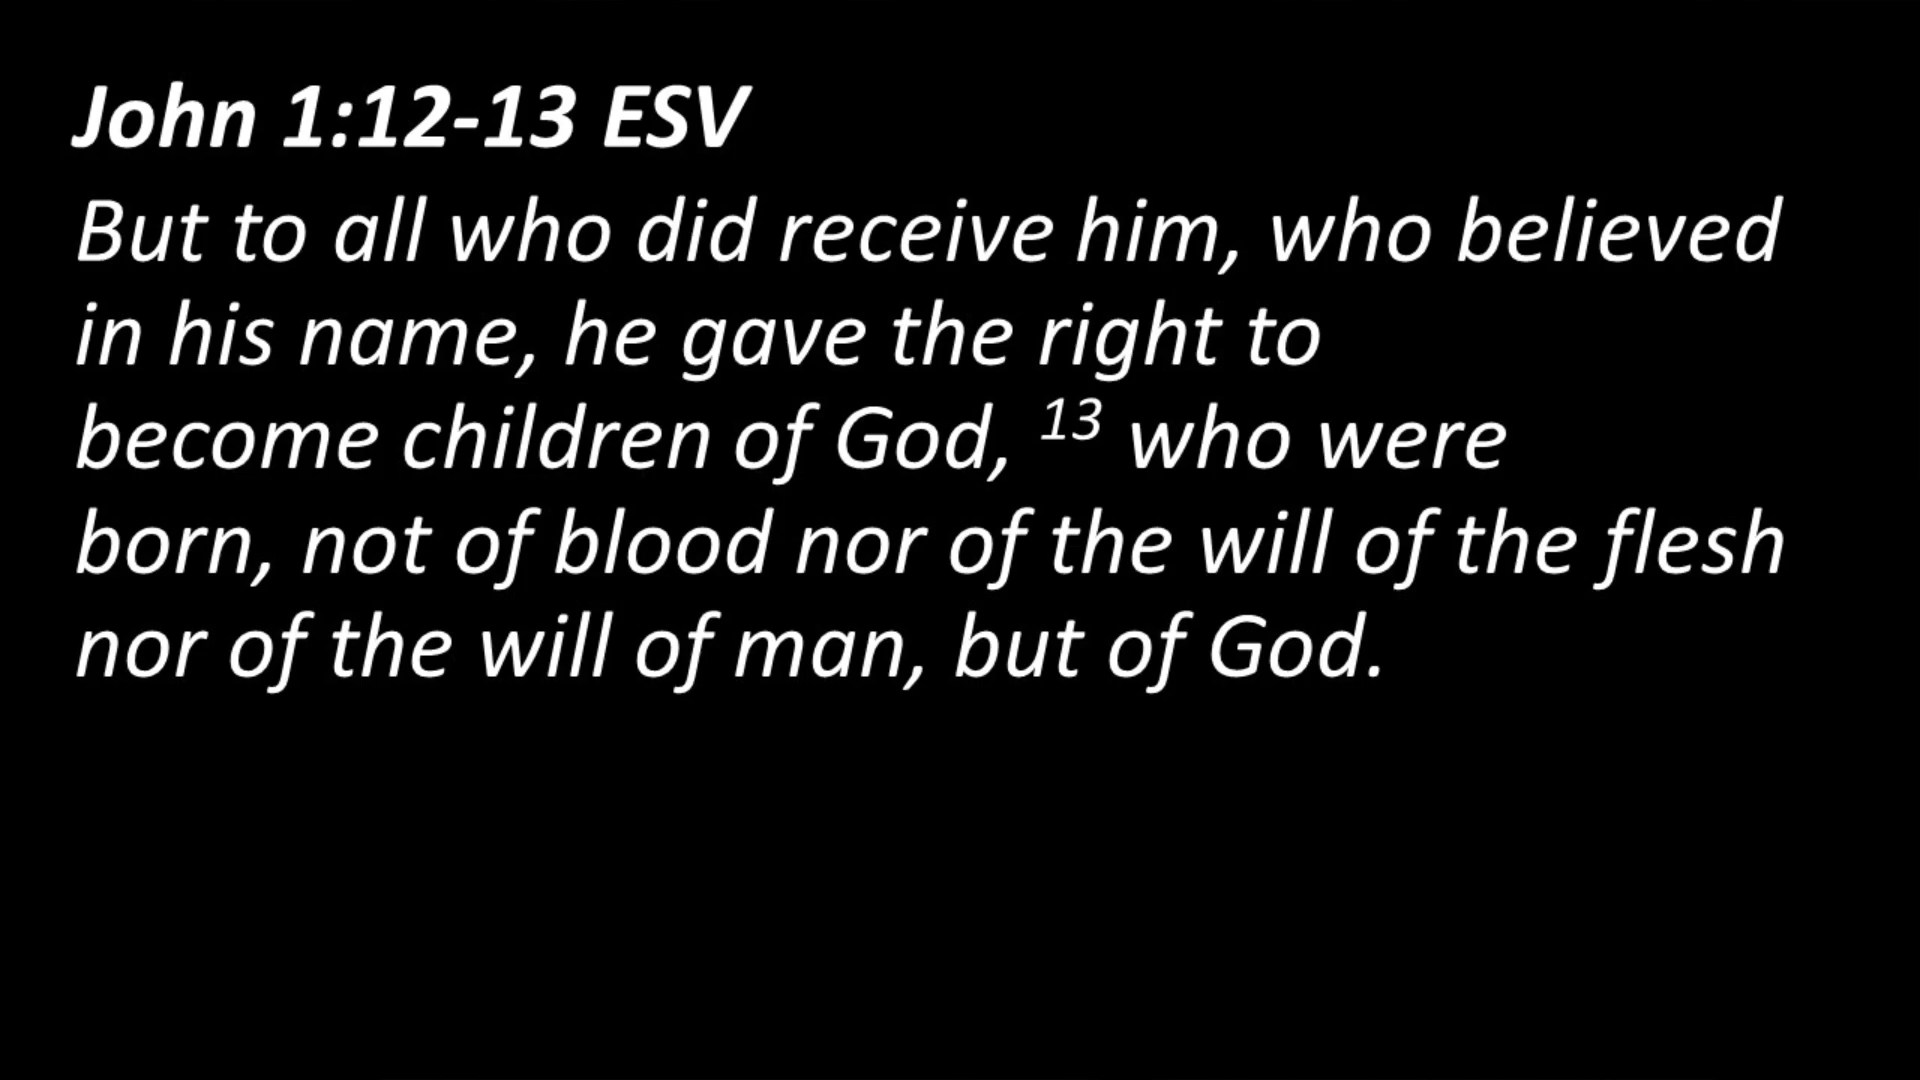 John 1:12-13 ESV
But to all who did receive him, who believed
in his name, he gave the right to
become children of God, 13 who were
born, not of blood nor of the will of the flesh
nor of the will of man, but of God.